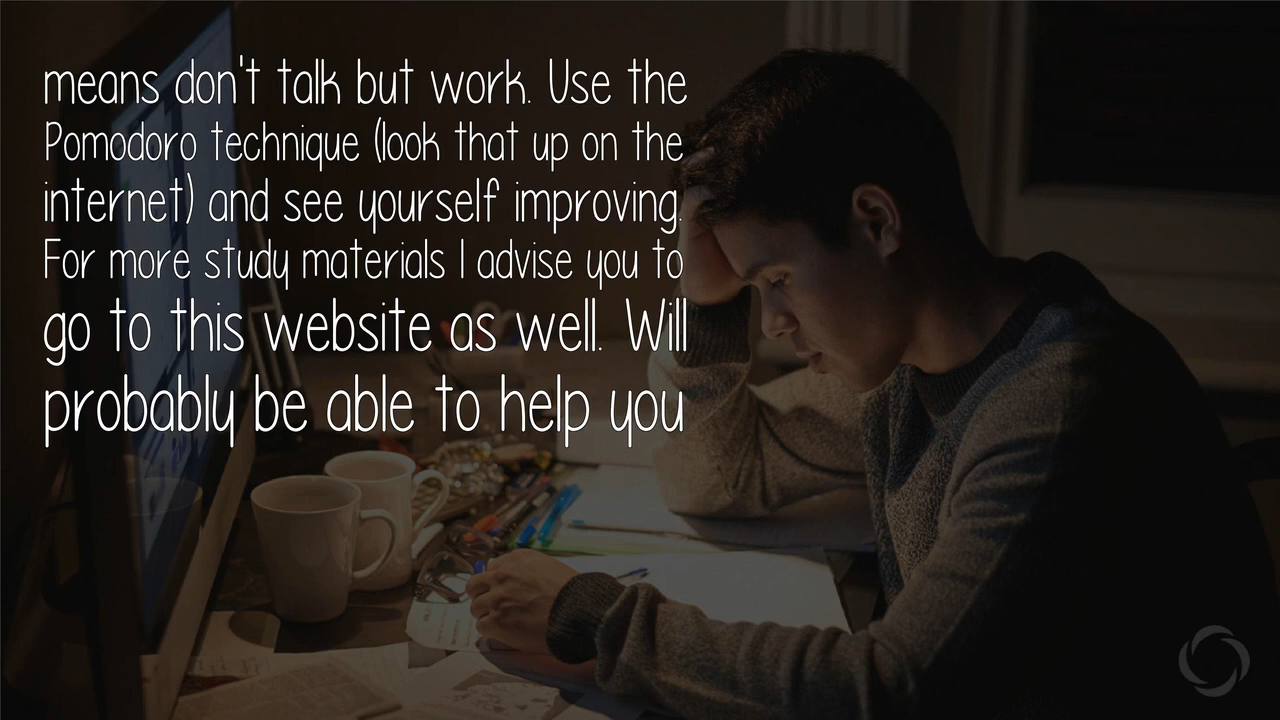 means don't talk but work. Use the
Pomodoro technique (look that up on the
internet) and see yourself improving.
For more study materials I advise you to
go to this website as well. Will
probably be able to help you